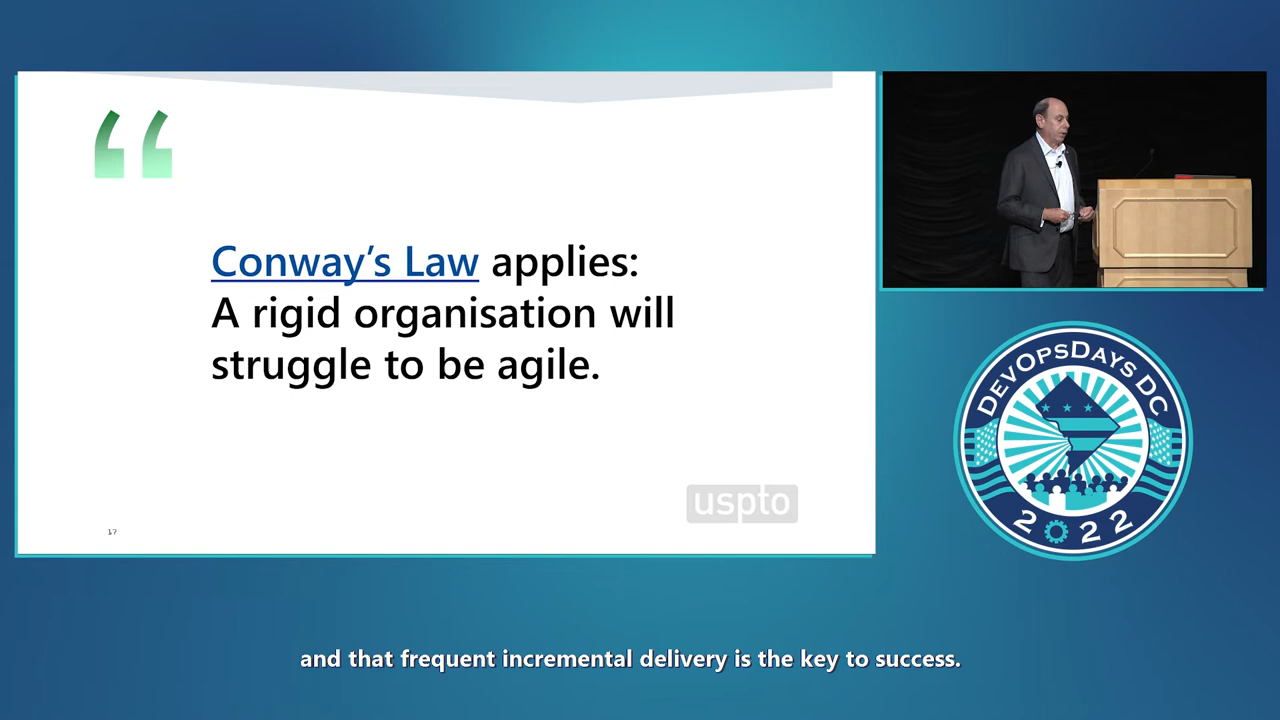 “
Conway’s Law applies:
A rigid organisation will
struggle to be agile.
uspto
17
DEVOPSDAYS DC
2022
and that frequent incremental delivery is the key to success.